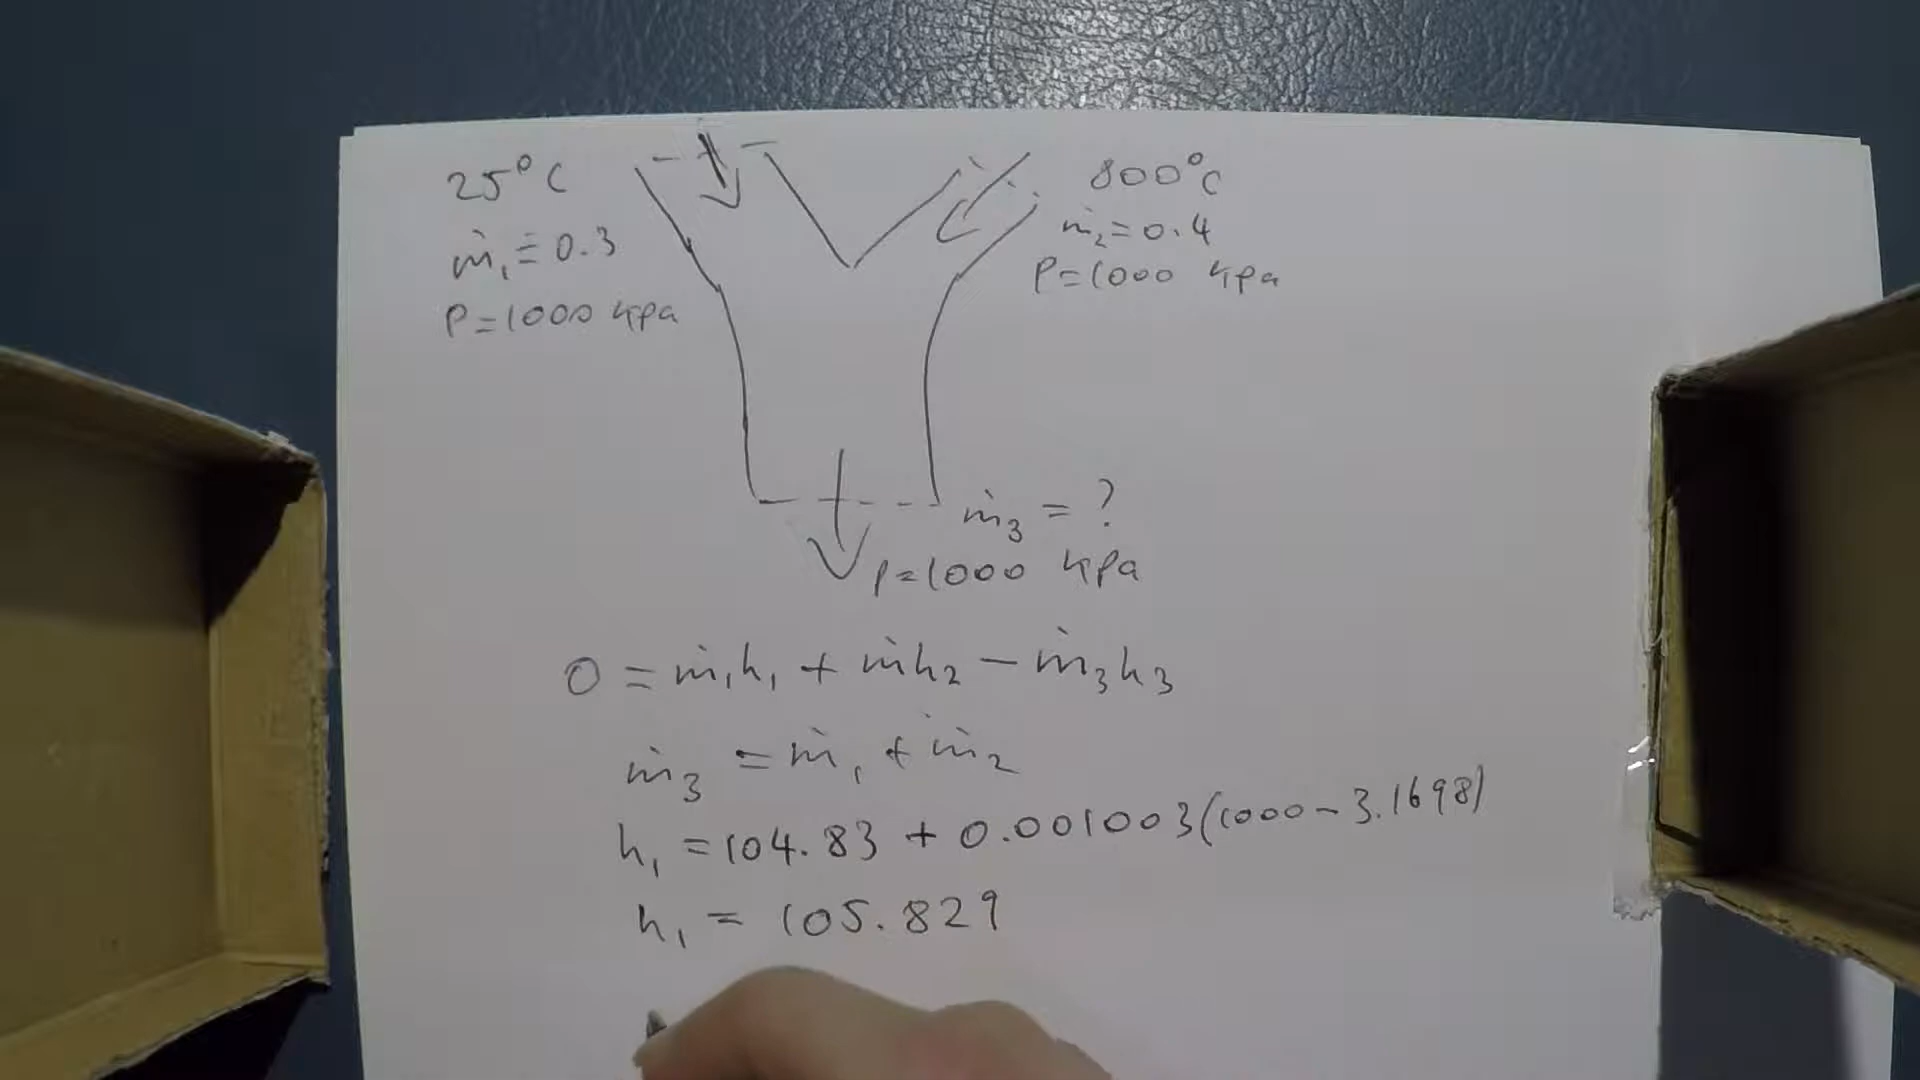 25°C
ṁ₁ = 0.3
P=1000 kpa
800°C
ṁ₂ = 0.4
P=1000 kpa
ṁ₃ = ?
P=1000 kpa
0 = ṁ₁h₁ + ṁh₂ − ṁ₃h₃
ṁ₃ = ṁ₁ + ṁ₂
h₁ = 104.83 + 0.001003(1000 − 3.1698)
h₁ = 105.829